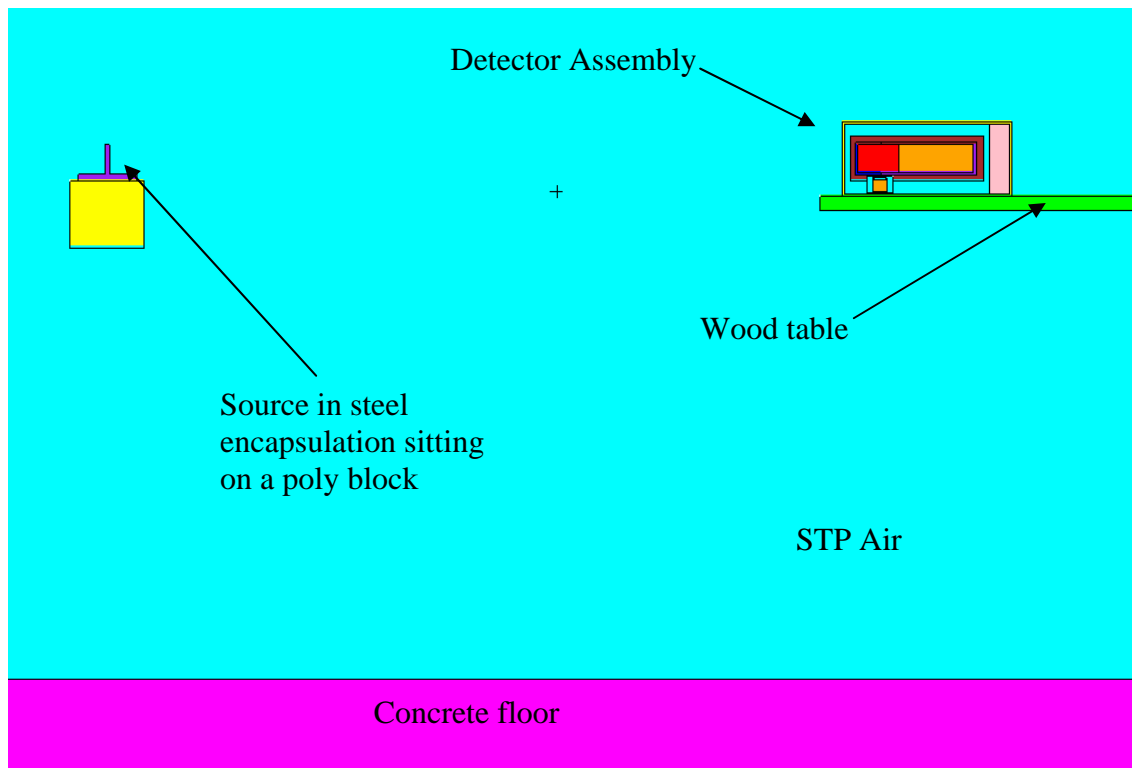 Detector Assembly
Wood table
Source in steel
encapsulation sitting
on a poly block
STP Air
Concrete floor